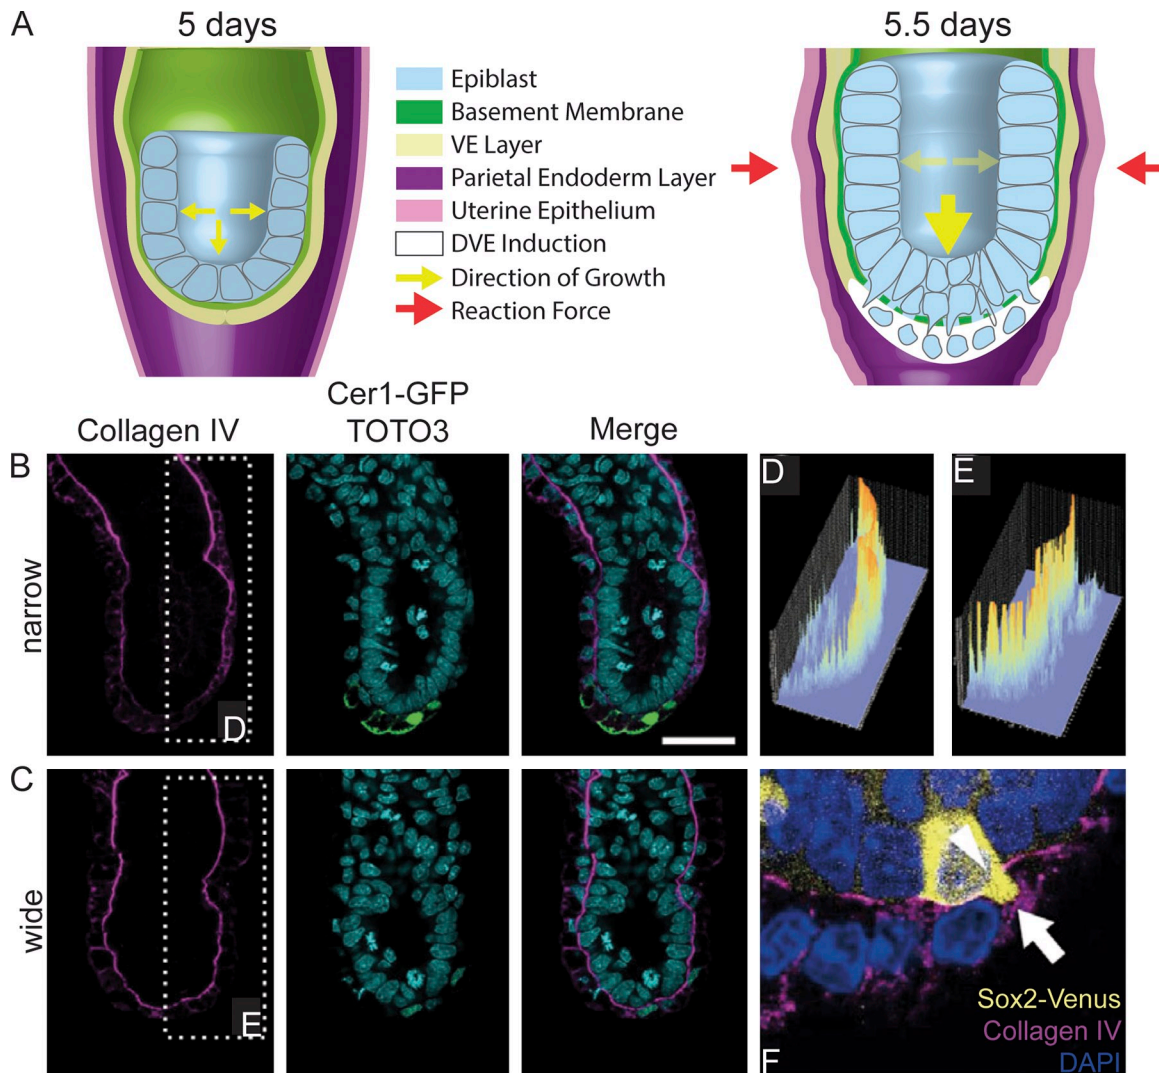 A
5 days
5.5 days
Epiblast
Basement Membrane
VE Layer
Parietal Endoderm Layer
Uterine Epithelium
DVE Induction
Direction of Growth
Reaction Force
Collagen IV
Cer1-GFP
TOTO3
Merge
B
narrow
D
D
E
C
wide
E
Sox2-Venus
Collagen IV
DAPI
F